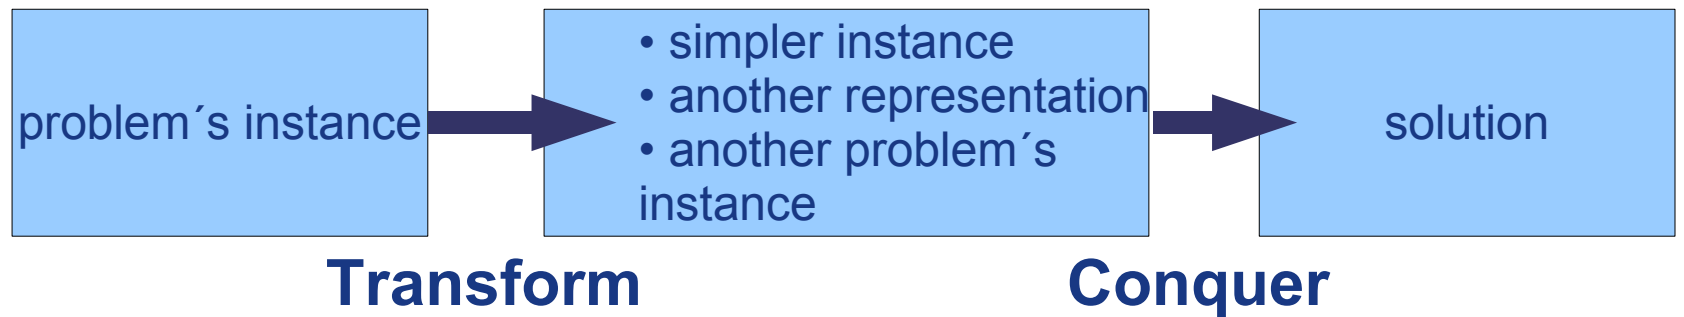 problem´s instance
• simpler instance
• another representation
• another problem´s
instance
solution
Transform
Conquer